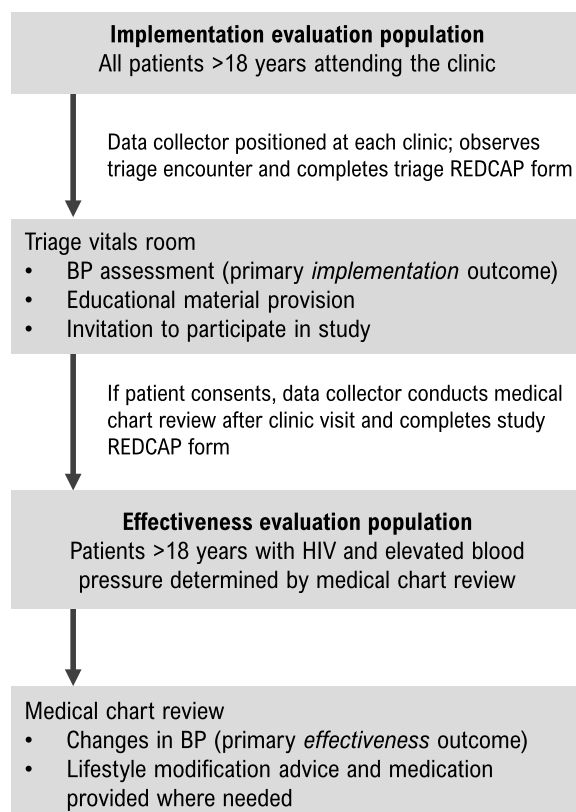 Implementation evaluation population
All patients >18 years attending the clinic
Data collector positioned at each clinic; observes
triage encounter and completes triage REDCAP form
Triage vitals room
• BP assessment (primary implementation outcome)
• Educational material provision
• Invitation to participate in study
If patient consents, data collector conducts medical
chart review after clinic visit and completes study
REDCAP form
Effectiveness evaluation population
Patients >18 years with HIV and elevated blood
pressure determined by medical chart review
Medical chart review
• Changes in BP (primary effectiveness outcome)
• Lifestyle modification advice and medication
provided where needed